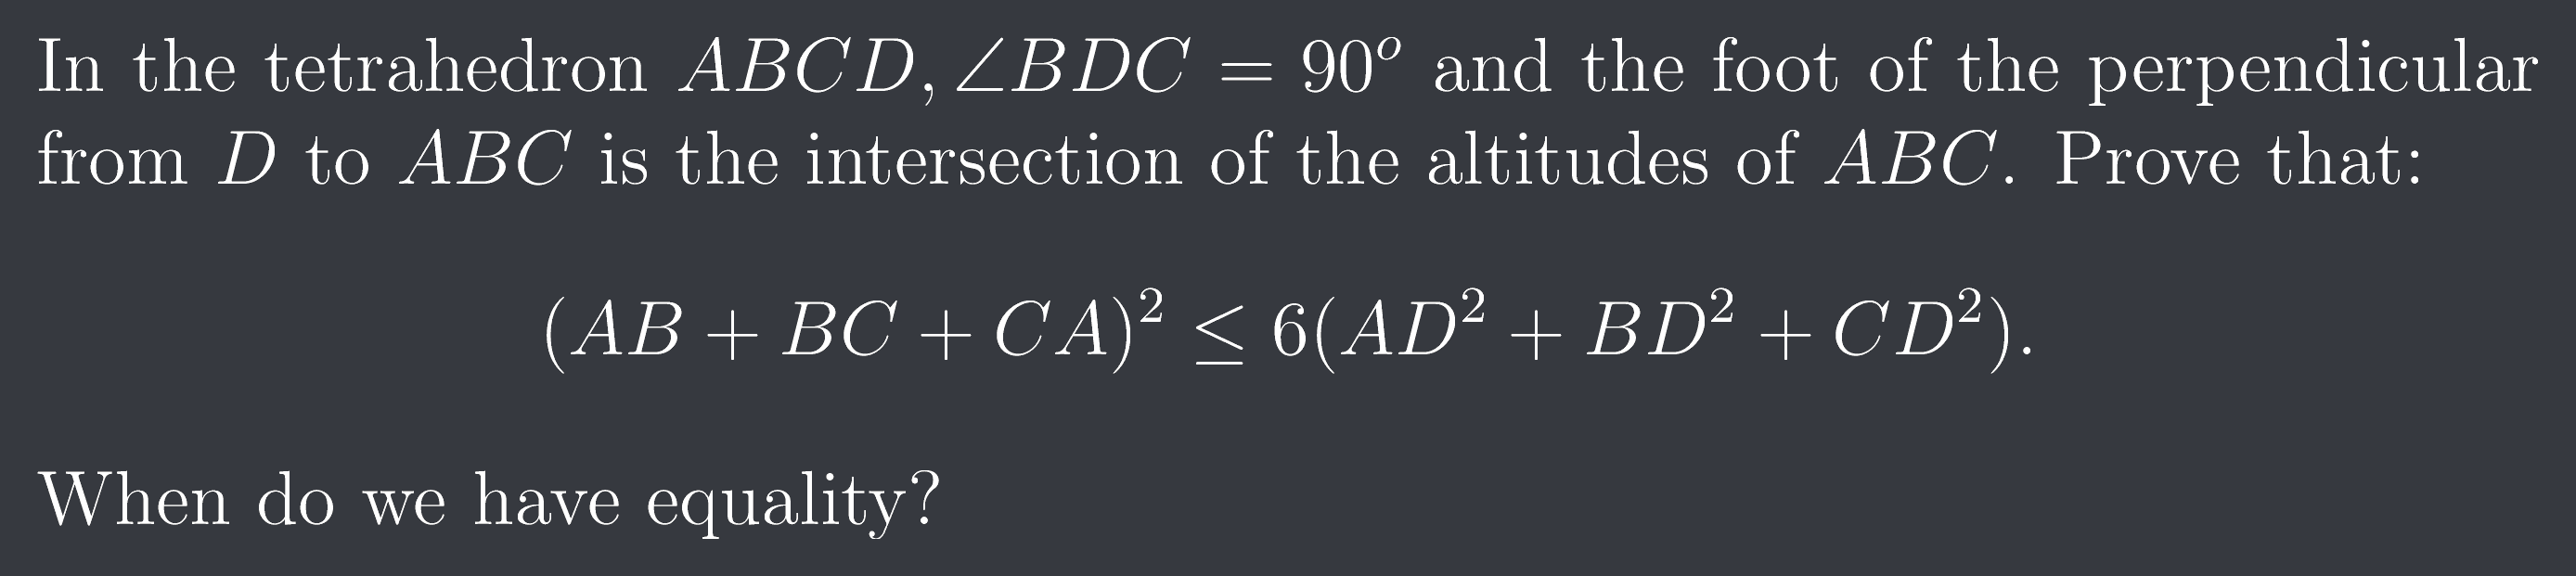 In the tetrahedron ABCD, ∠BDC = 90° and the foot of the perpendicular
from D to ABC is the intersection of the altitudes of ABC. Prove that:
(AB + BC + CA)² ≤ 6(AD² + BD² + CD²).
When do we have equality?